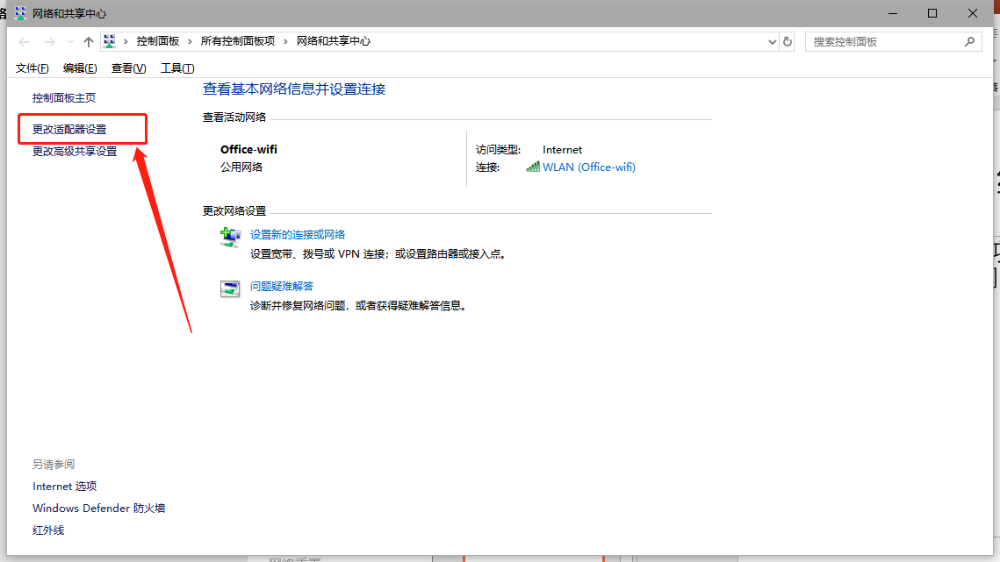 网络和共享中心
控制面板 › 所有控制面板项 › 网络和共享中心
搜索控制面板
文件(F) 编辑(E) 查看(V) 工具(T)
控制面板主页
更改适配器设置
更改高级共享设置
查看基本网络信息并设置连接
查看活动网络
Office-wifi
公用网络
访问类型: Internet
连接: WLAN (Office-wifi)
更改网络设置
设置新的连接或网络
设置宽带、拨号或 VPN 连接；或设置路由器或接入点。
问题疑难解答
诊断并修复网络问题，或者获得疑难解答信息。
另请参阅
Internet 选项
Windows Defender 防火墙
红外线